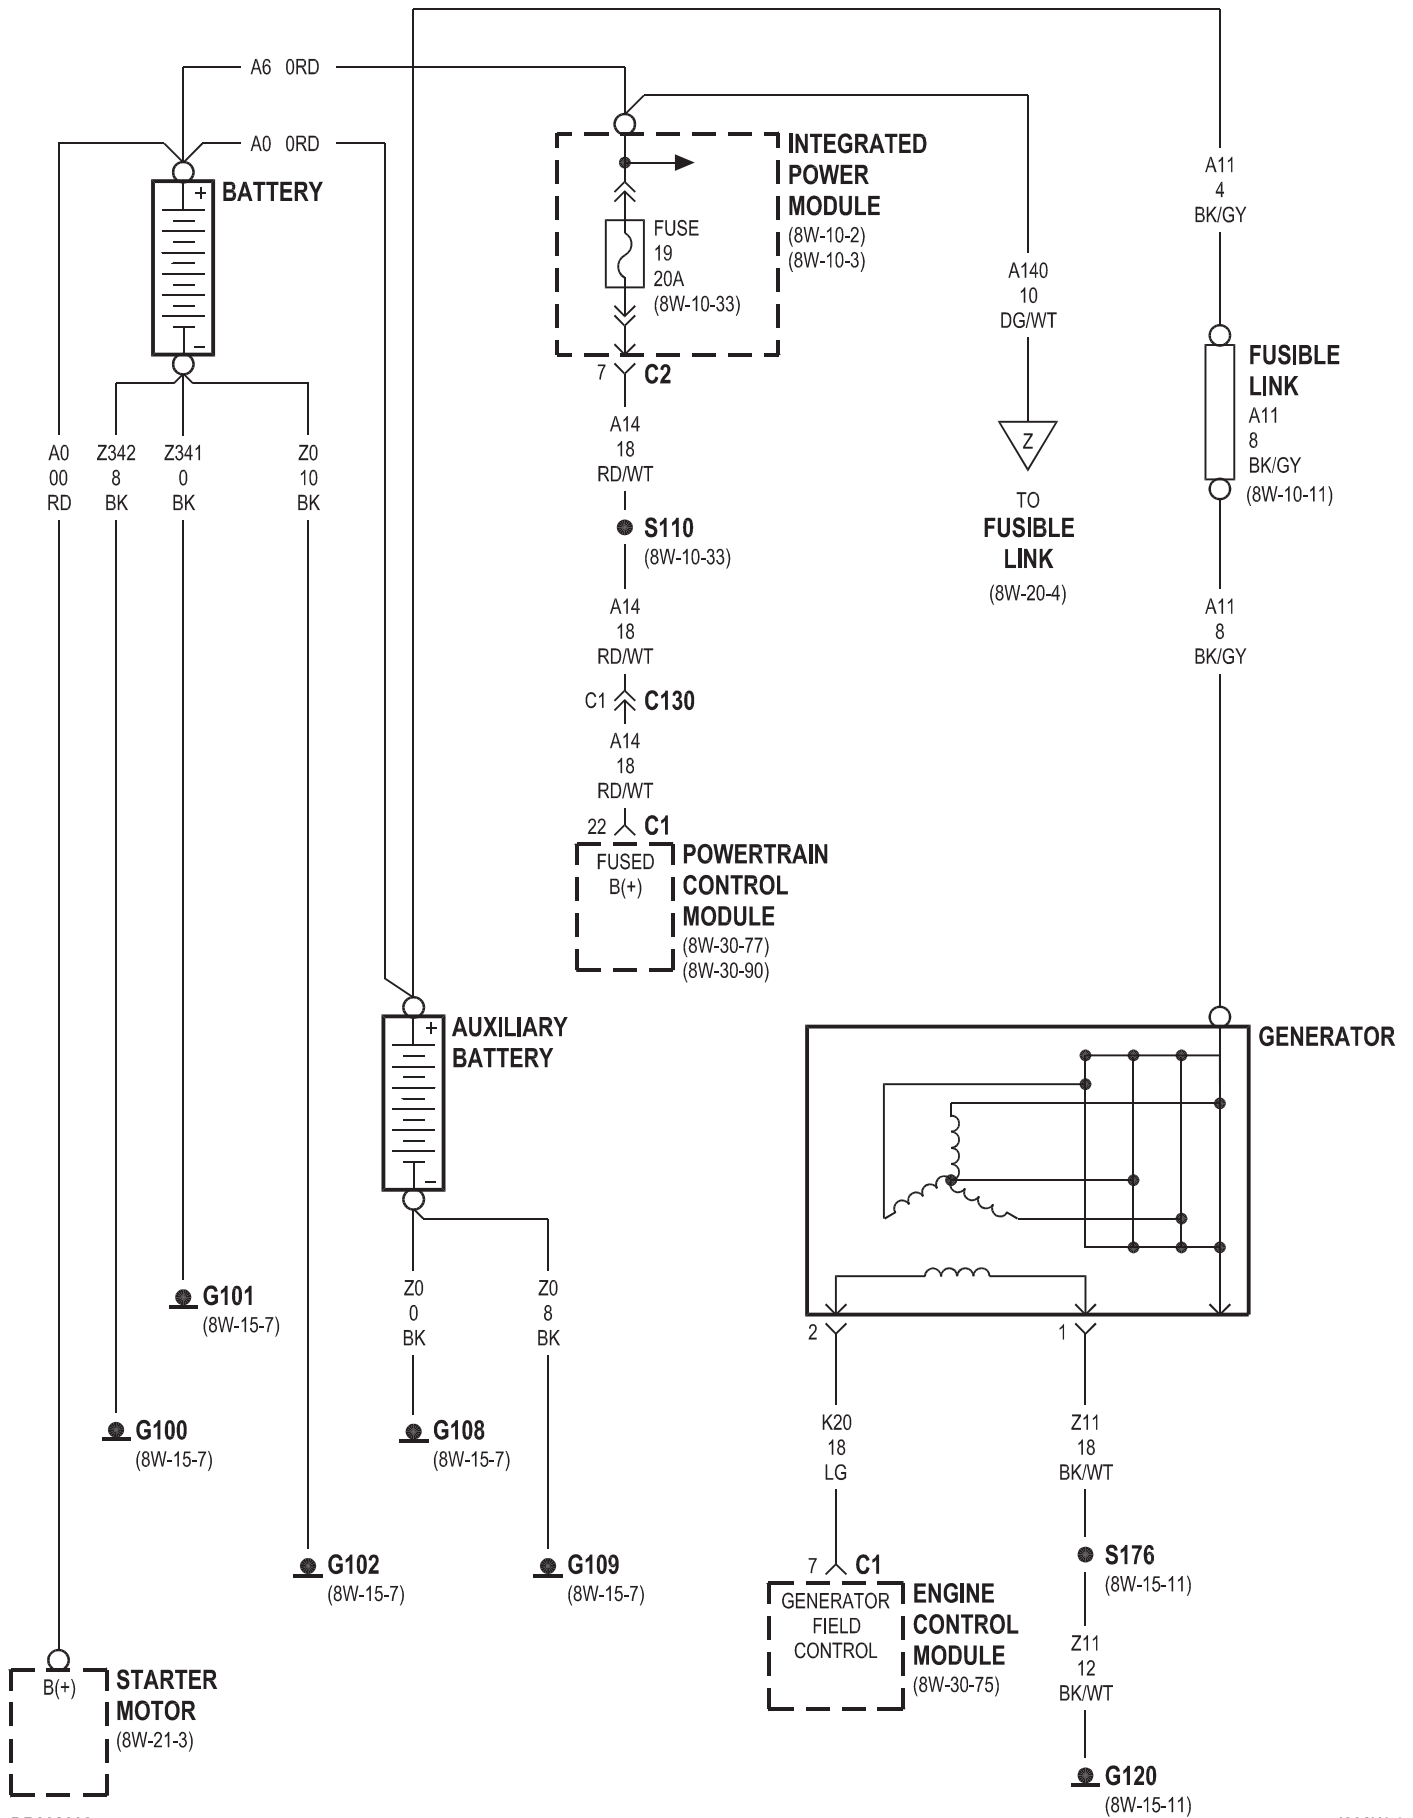 A6 0RD
A0 0RD
+
BATTERY
-
A0
00
RD
Z342
8
BK
Z341
0
BK
Z0
10
BK
INTEGRATED
POWER
MODULE
(8W-10-2)
(8W-10-3)
FUSE
19
20A
(8W-10-33)
7
C2
A14
18
RD/WT
S110
(8W-10-33)
A14
18
RD/WT
C1
C130
A14
18
RD/WT
22
C1
FUSED
B(+)
POWERTRAIN
CONTROL
MODULE
(8W-30-77)
(8W-30-90)
A140
10
DG/WT
Z
TO
FUSIBLE
LINK
(8W-20-4)
A11
4
BK/GY
FUSIBLE
LINK
A11
8
BK/GY
(8W-10-11)
A11
8
BK/GY
+
AUXILIARY
BATTERY
-
GENERATOR
G101
(8W-15-7)
Z0
0
BK
Z0
8
BK
2
1
G100
(8W-15-7)
G108
(8W-15-7)
K20
18
LG
Z11
18
BK/WT
G102
(8W-15-7)
G109
(8W-15-7)
7
C1
GENERATOR
FIELD
CONTROL
ENGINE
CONTROL
MODULE
(8W-30-75)
S176
(8W-15-11)
Z11
12
BK/WT
B(+)
STARTER
MOTOR
(8W-21-3)
G120
(8W-15-11)